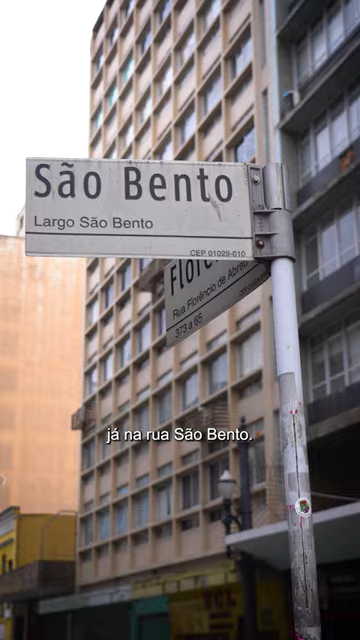 São Bento
Largo São Bento
CEP 01029-010
Rua Florêncio de Abreu
373 a 65
já na rua São Bento.